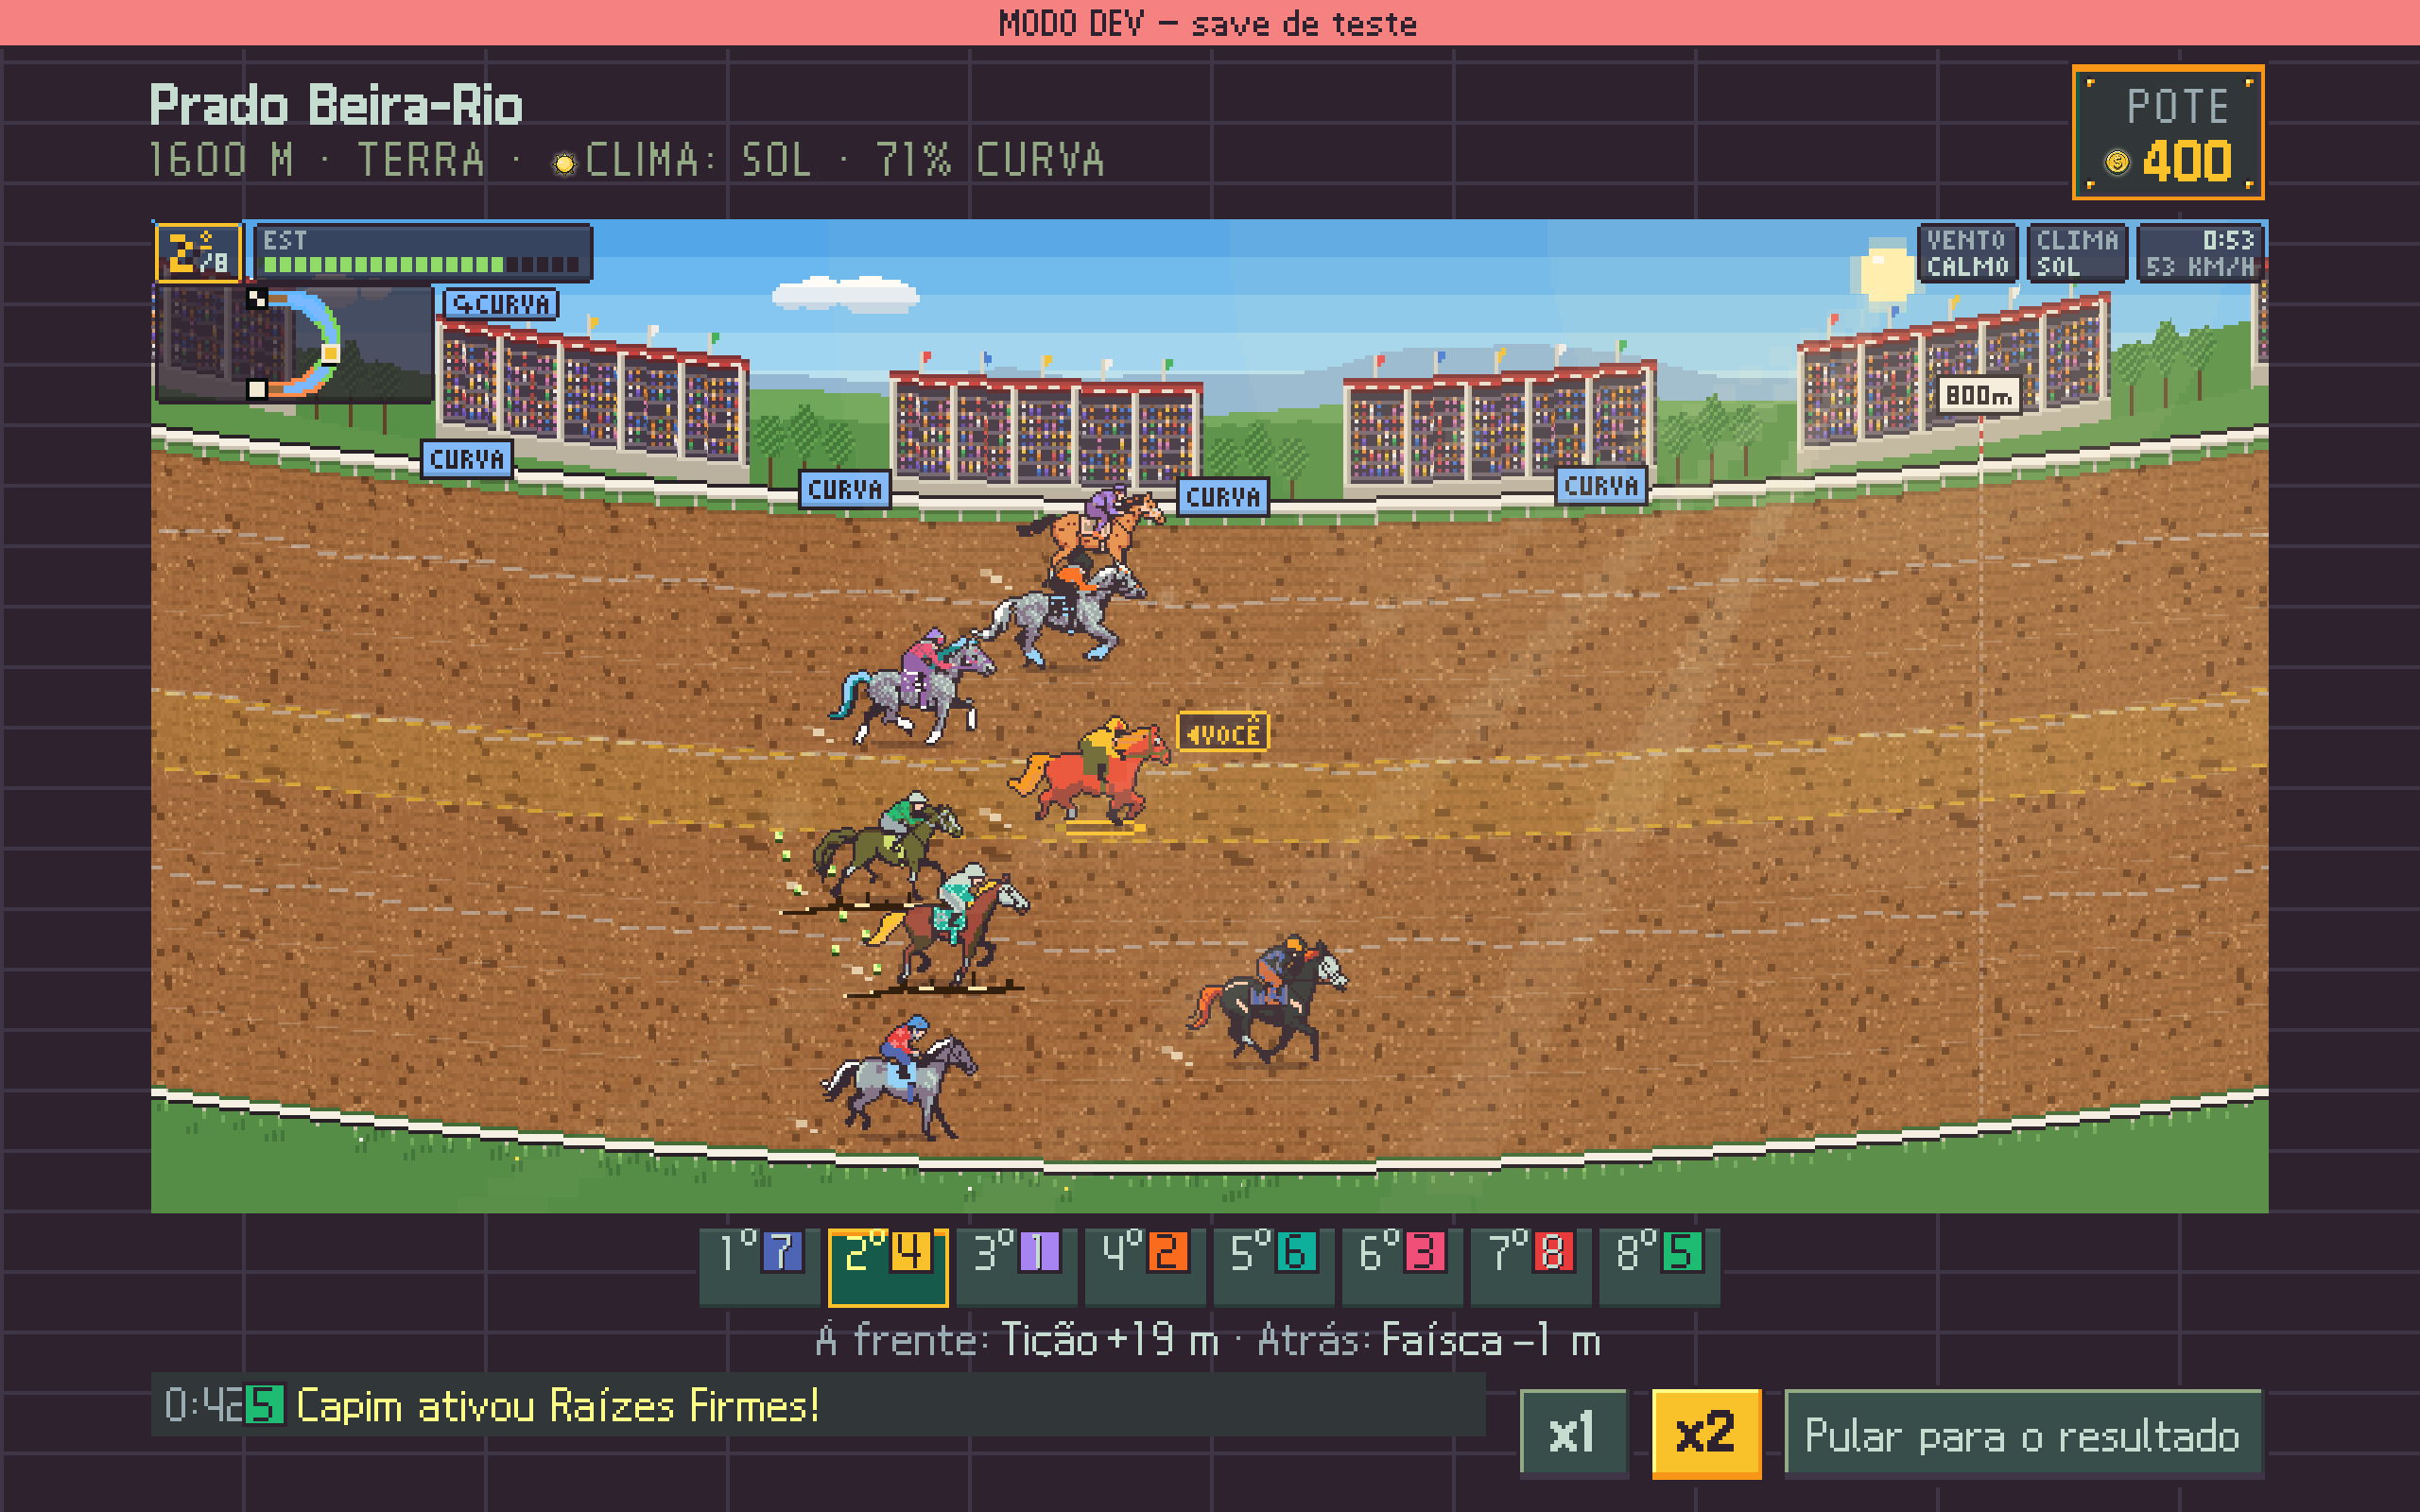 MODO DEV — save de teste
Prado Beira-Rio
1600 M · TERRA · CLIMA: SOL · 71% CURVA
POTE
400
2º/8
EST
VENTO
CALMO
CLIMA
SOL
0:53
53 KM/H
CURVA
800m
CURVA
CURVA
CURVA
CURVA
VOCÊ
1º 7
2º 4
3º 1
4º 2
5º 6
6º 3
7º 8
8º 5
À frente: Tição +19 m · Atrás: Faísca −1 m
0:42 5 Capim ativou Raízes Firmes!
x1
x2
Pular para o resultado